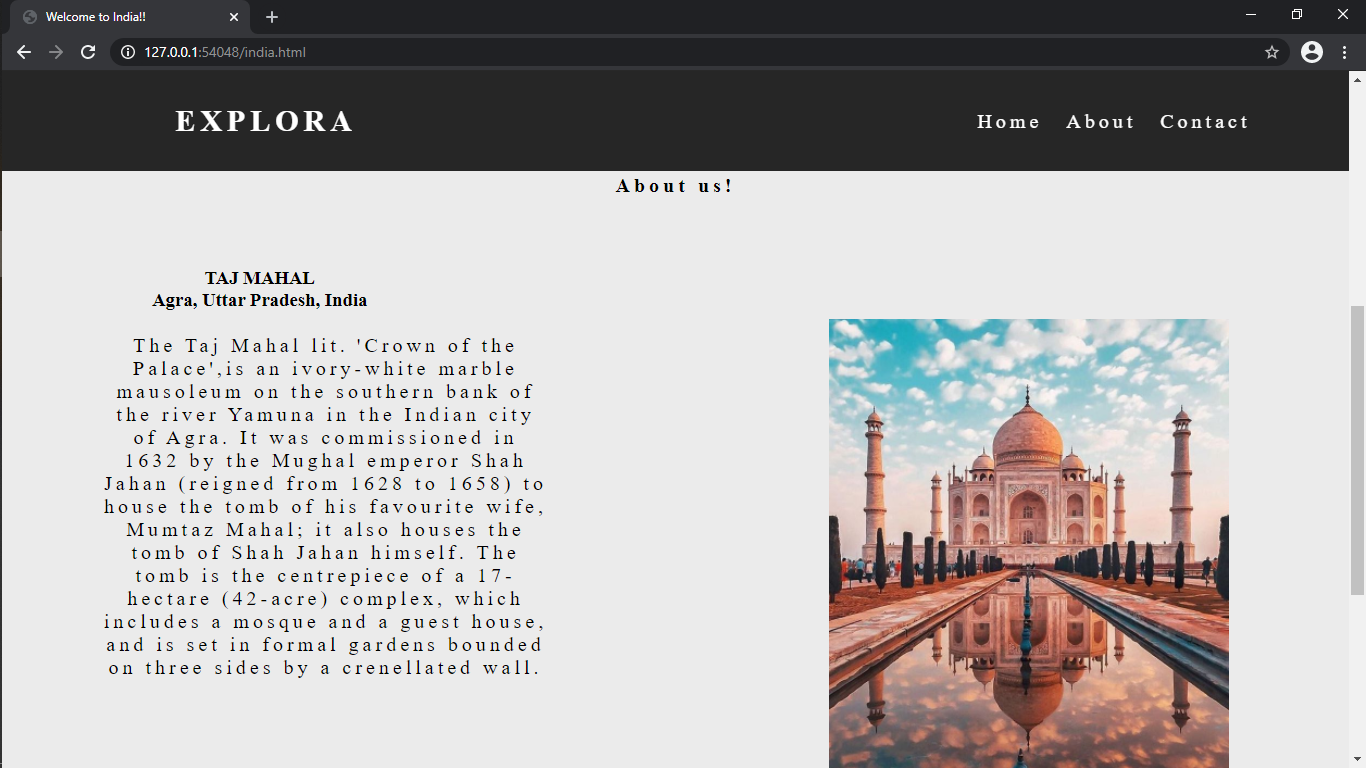 Welcome to India!!
127.0.0.1:54048/india.html
EXPLORA
Home About Contact
About us!
TAJ MAHAL
Agra, Uttar Pradesh, India
The Taj Mahal lit. 'Crown of the
Palace',is an ivory-white marble
mausoleum on the southern bank of
the river Yamuna in the Indian city
of Agra. It was commissioned in
1632 by the Mughal emperor Shah
Jahan (reigned from 1628 to 1658) to
house the tomb of his favourite wife,
Mumtaz Mahal; it also houses the
tomb of Shah Jahan himself. The
tomb is the centrepiece of a 17-
hectare (42-acre) complex, which
includes a mosque and a guest house,
and is set in formal gardens bounded
on three sides by a crenellated wall.